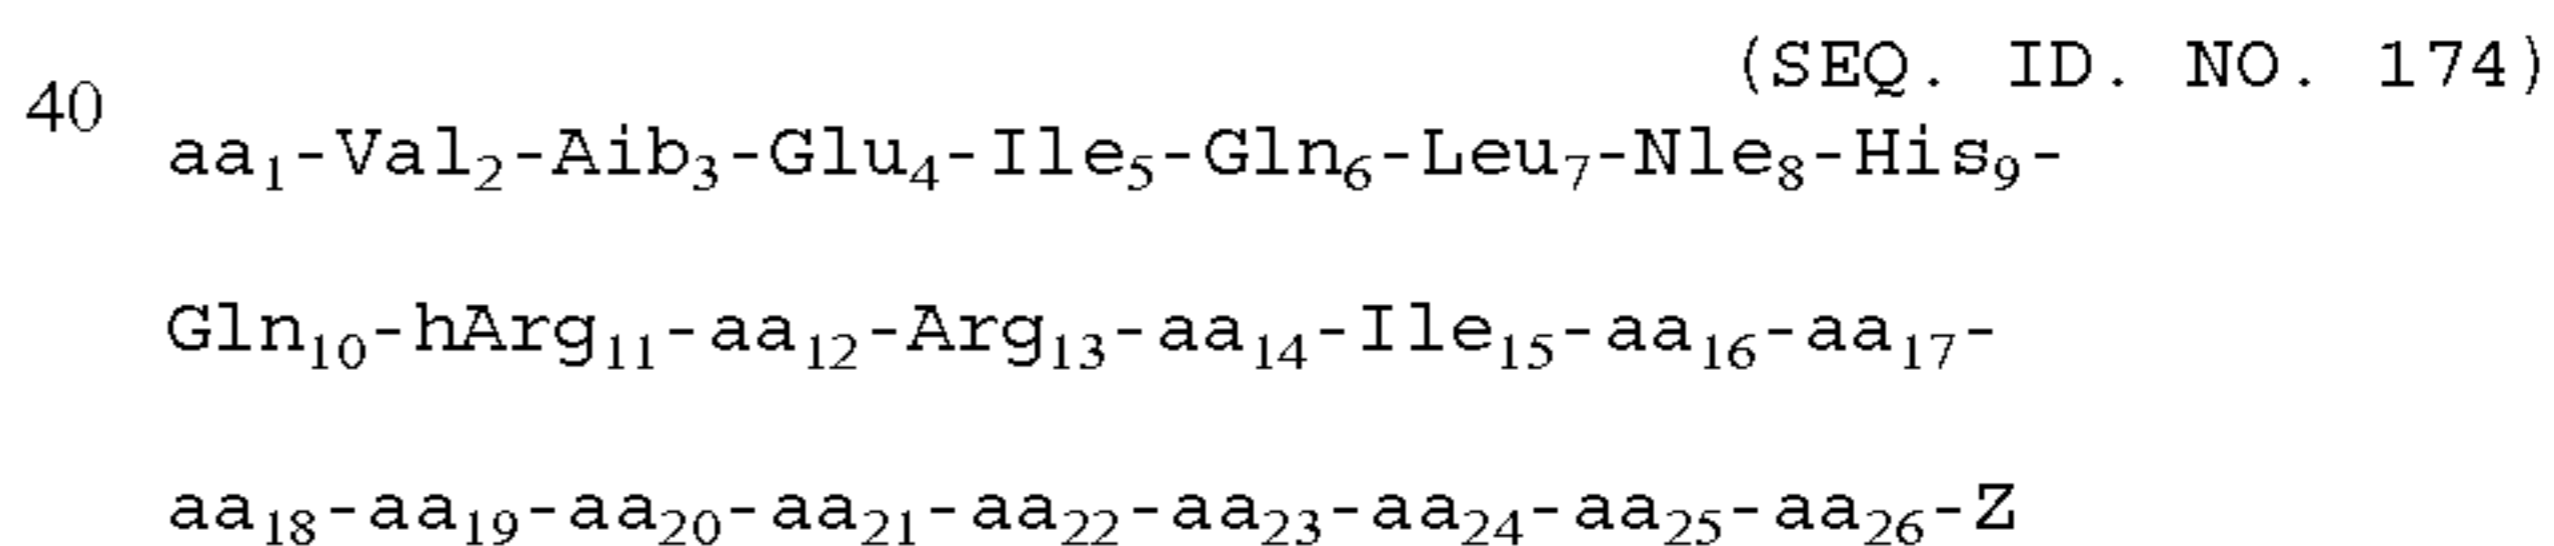 (SEQ. ID. NO. 174)
40
aa₁-Val₂-Aib₃-Glu₄-Ile₅-Gln₆-Leu₇-Nle₈-His₉-
Gln₁₀-hArg₁₁-aa₁₂-Arg₁₃-aa₁₄-Ile₁₅-aa₁₆-aa₁₇-
aa₁₈-aa₁₉-aa₂₀-aa₂₁-aa₂₂-aa₂₃-aa₂₄-aa₂₅-aa₂₆-Z